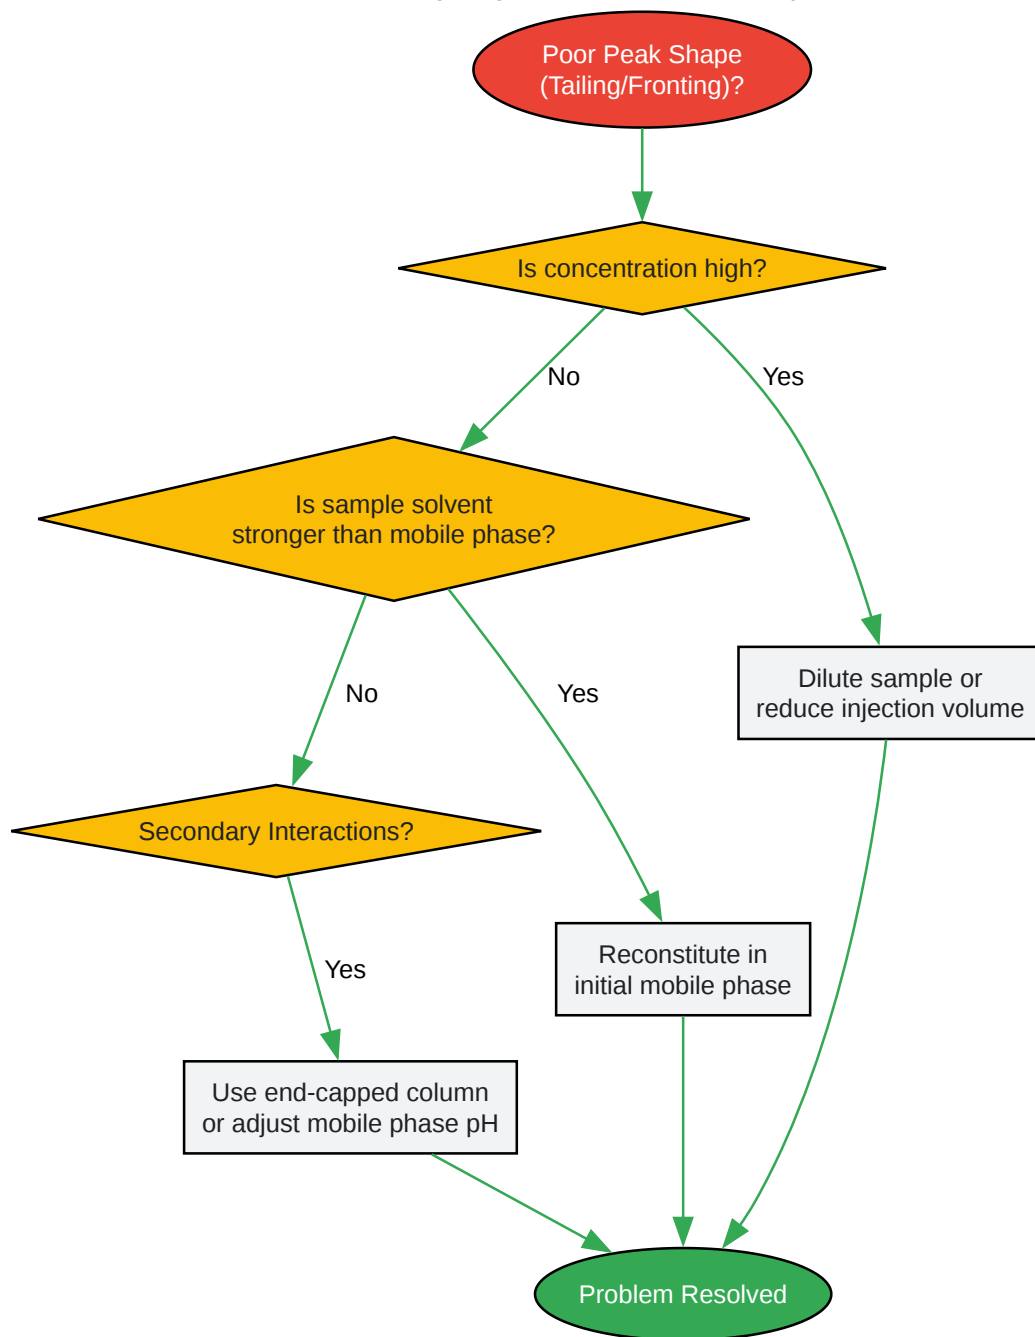 Poor Peak Shape
(Tailing/Fronting)?
Is concentration high?
No
Yes
Is sample solvent
stronger than mobile phase?
No
Yes
Dilute sample or
reduce injection volume
Secondary Interactions?
Yes
Reconstitute in
initial mobile phase
Use end-capped column
or adjust mobile phase pH
Problem Resolved